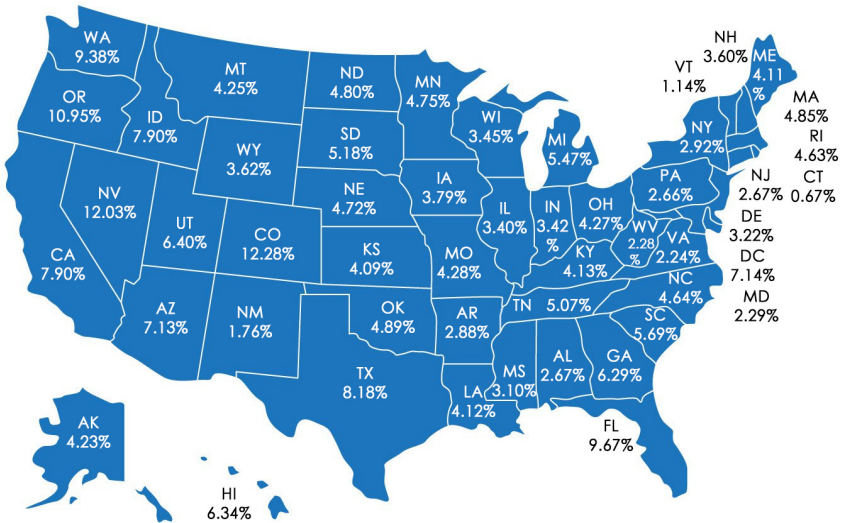 WA
9.38%
OR
10.95%
ID
7.90%
MT
4.25%
WY
3.62%
ND
4.80%
SD
5.18%
NE
4.72%
MN
4.75%
WI
3.45%
IA
3.79%
MI
5.47%
NV
12.03%
CA
7.90%
UT
6.40%
CO
12.28%
KS
4.09%
AZ
7.13%
NM
1.76%
TX
8.18%
OK
4.89%
MO
4.28%
AR
2.88%
LA
4.12%
IL
3.40%
IN
3.42
%
OH
4.27%
KY
4.13%
TN 5.07%
MS
3.10%
AL
2.67%
GA
6.29%
FL
9.67%
SC
5.69%
NC
4.64%
WV
2.28
%
VA
2.24%
PA
2.66%
NY
2.92%
VT
1.14%
NH
3.60%
ME
4.11
%
MA
4.85%
RI
4.63%
CT
0.67%
NJ
2.67%
DE
3.22%
DC
7.14%
MD
2.29%
AK
4.23%
HI
6.34%